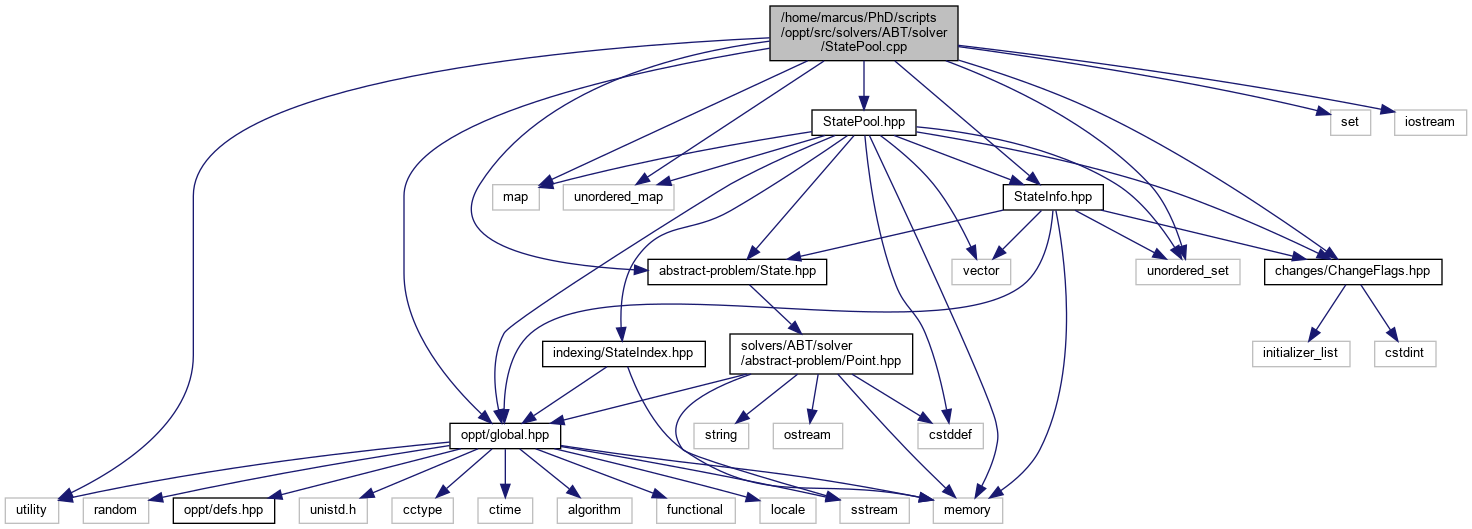 /home/marcus/PhD/scripts
/oppt/src/solvers/ABT/solver
/StatePool.cpp
StatePool.hpp
set
iostream
map
unordered_map
StateInfo.hpp
abstract-problem/State.hpp
vector
unordered_set
changes/ChangeFlags.hpp
indexing/StateIndex.hpp
solvers/ABT/solver
/abstract-problem/Point.hpp
initializer_list
cstdint
oppt/global.hpp
string
ostream
cstddef
utility
random
oppt/defs.hpp
unistd.h
cctype
ctime
algorithm
functional
locale
sstream
memory